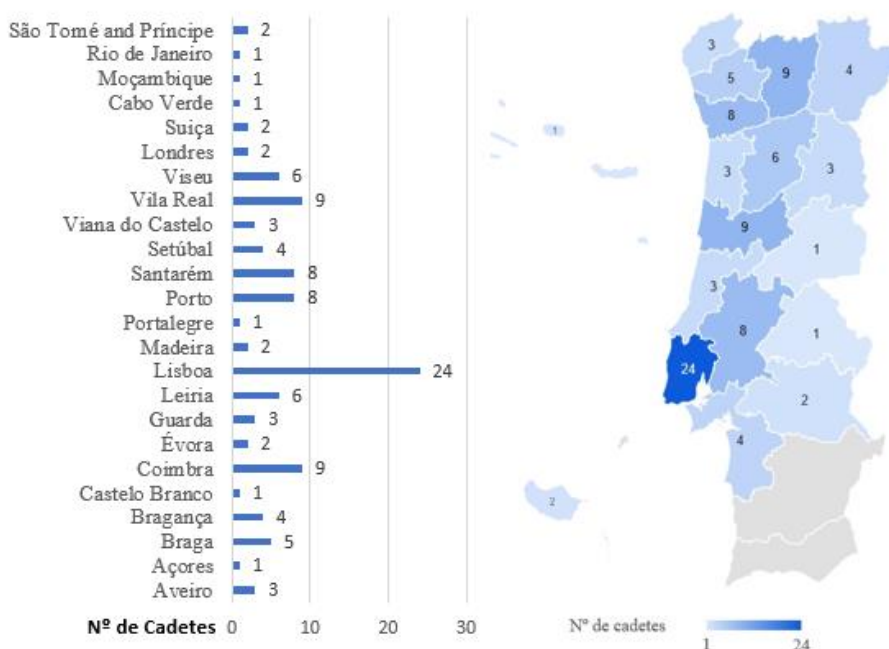 São Tomé and Príncipe 2
Rio de Janeiro 1
Moçambique 1
Cabo Verde 1
Suiça 2
Londres 2
Viseu 6
Vila Real 9
Viana do Castelo 3
Setúbal 4
Santarém 8
Porto 8
Portalegre 1
Madeira 2
Lisboa 24
Leiria 6
Guarda 3
Évora 2
Coimbra 9
Castelo Branco 1
Bragança 4
Braga 5
Açores 1
Aveiro 3
Nº de Cadetes 0 10 20 30
3
9
4
5
8
1
6
3
3
9
1
3
8
1
24
2
4
2
Nº de cadetes
1 24